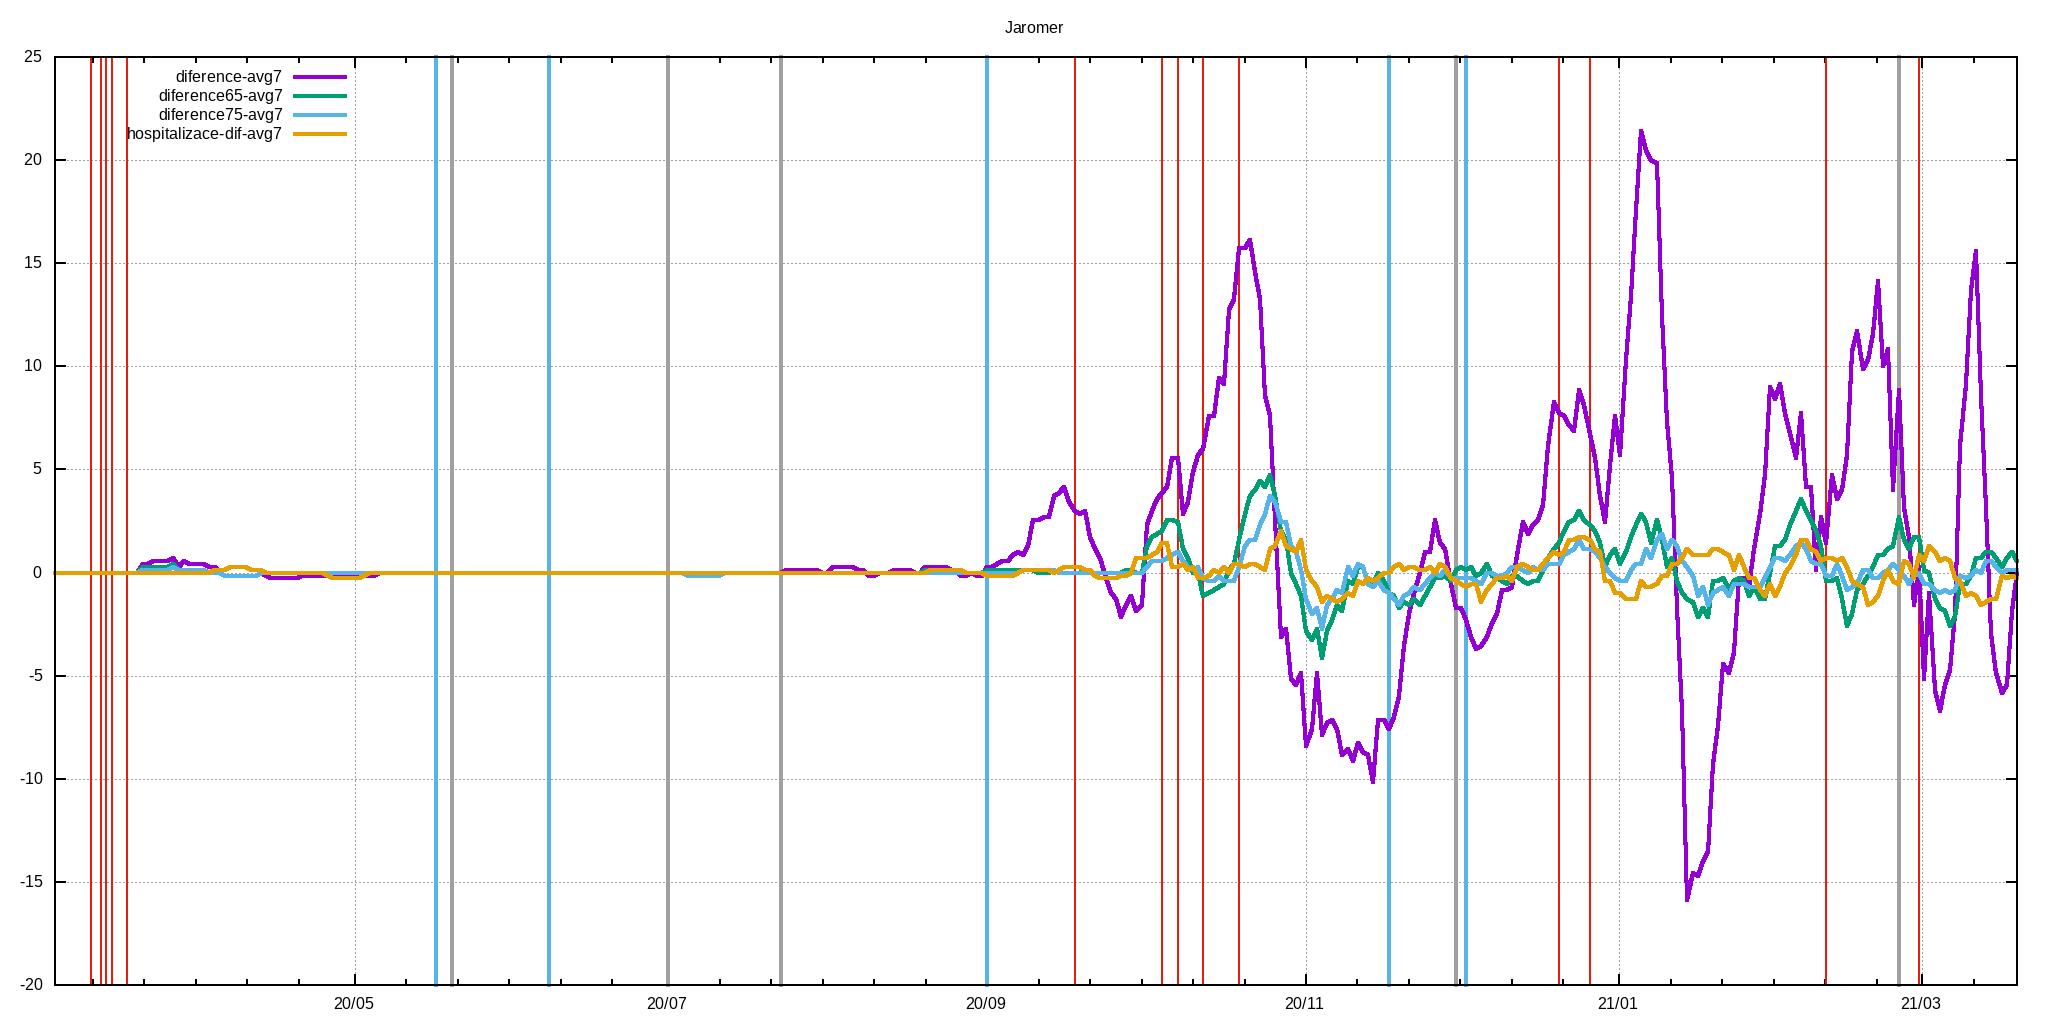 Jaromer
25
diference-avg7
diference65-avg7
diference75-avg7
hospitalizace-dif-avg7
20
15
10
5
0
-5
-10
-15
-20
20/05 20/07 20/09 20/11 21/01 21/03